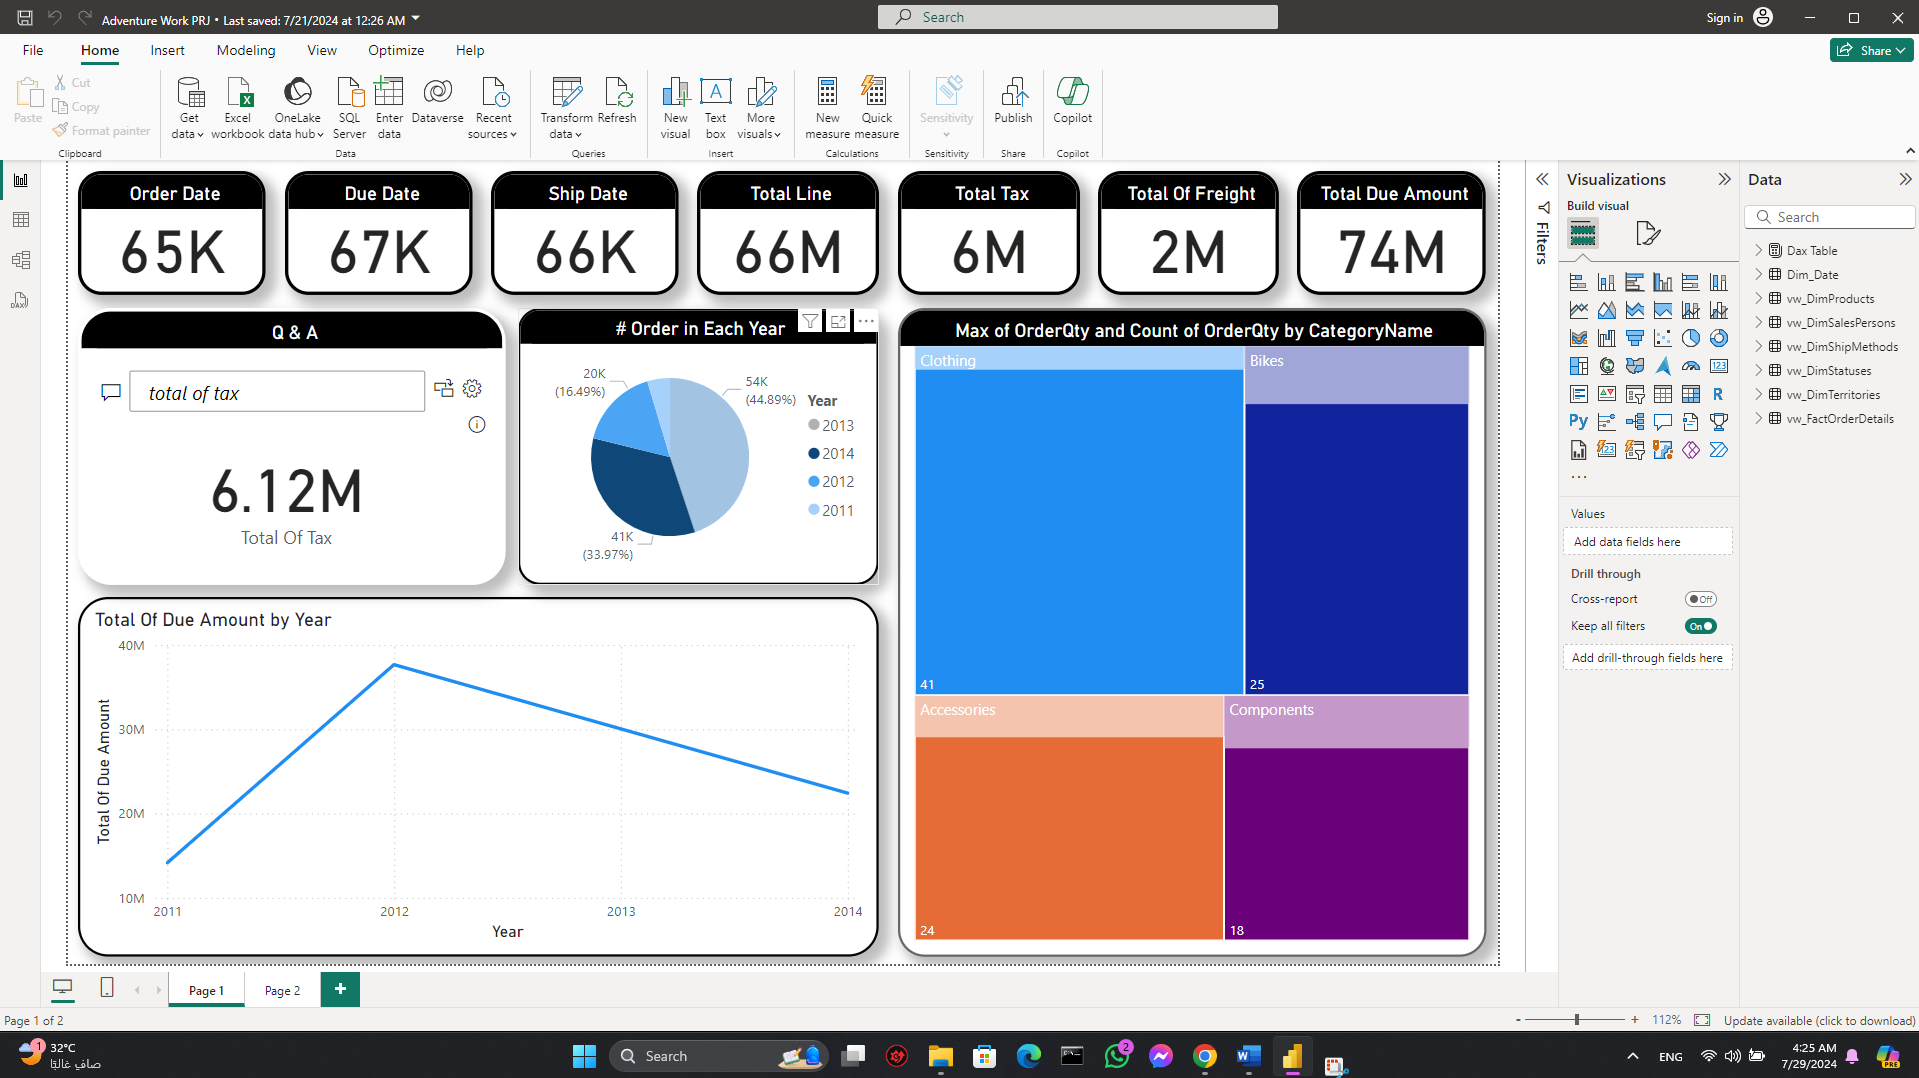 Adventure Work PRJ • Last saved: 7/21/2024 at 12:26 AM
Search
Sign in
File
Home
Insert
Modeling
View
Optimize
Help
Share
Paste
Cut
Copy
Format painter
Clipboard
Get data
Excel workbook
OneLake data hub
SQL Server
Enter data
Dataverse
Recent sources
Data
Transform data
Refresh
Queries
New visual
Text box
More visuals
Insert
New measure
Quick measure
Calculations
Sensitivity
Sensitivity
Publish
Share
Copilot
Copilot
Order Date
65K
Due Date
67K
Ship Date
66K
Total Line
66M
Total Tax
6M
Total Of Freight
2M
Total Due Amount
74M
Q & A
total of tax
6.12M
Total Of Tax
# Order in Each Year
20K
(16.49%)
54K
(44.89%)
41K
(33.97%)
Year
2013
2014
2012
2011
Max of OrderQty and Count of OrderQty by CategoryName
Clothing
41
Bikes
25
Accessories
24
Components
18
Total Of Due Amount by Year
Total Of Due Amount
40M
30M
20M
10M
2011
2012
2013
2014
Year
Filters
Visualizations
Build visual
Values
Add data fields here
Drill through
Cross-report
Off
Keep all filters
On
Add drill-through fields here
Data
Search
Dax Table
Dim_Date
vw_DimProducts
vw_DimSalesPersons
vw_DimShipMethods
vw_DimStatuses
vw_DimTerritories
vw_FactOrderDetails
Page 1
Page 2
Page 1 of 2
112%
Update available (click to download)
1
32°C
صافٍ غالبًا
Search
2
ENG
4:25 AM
7/29/2024